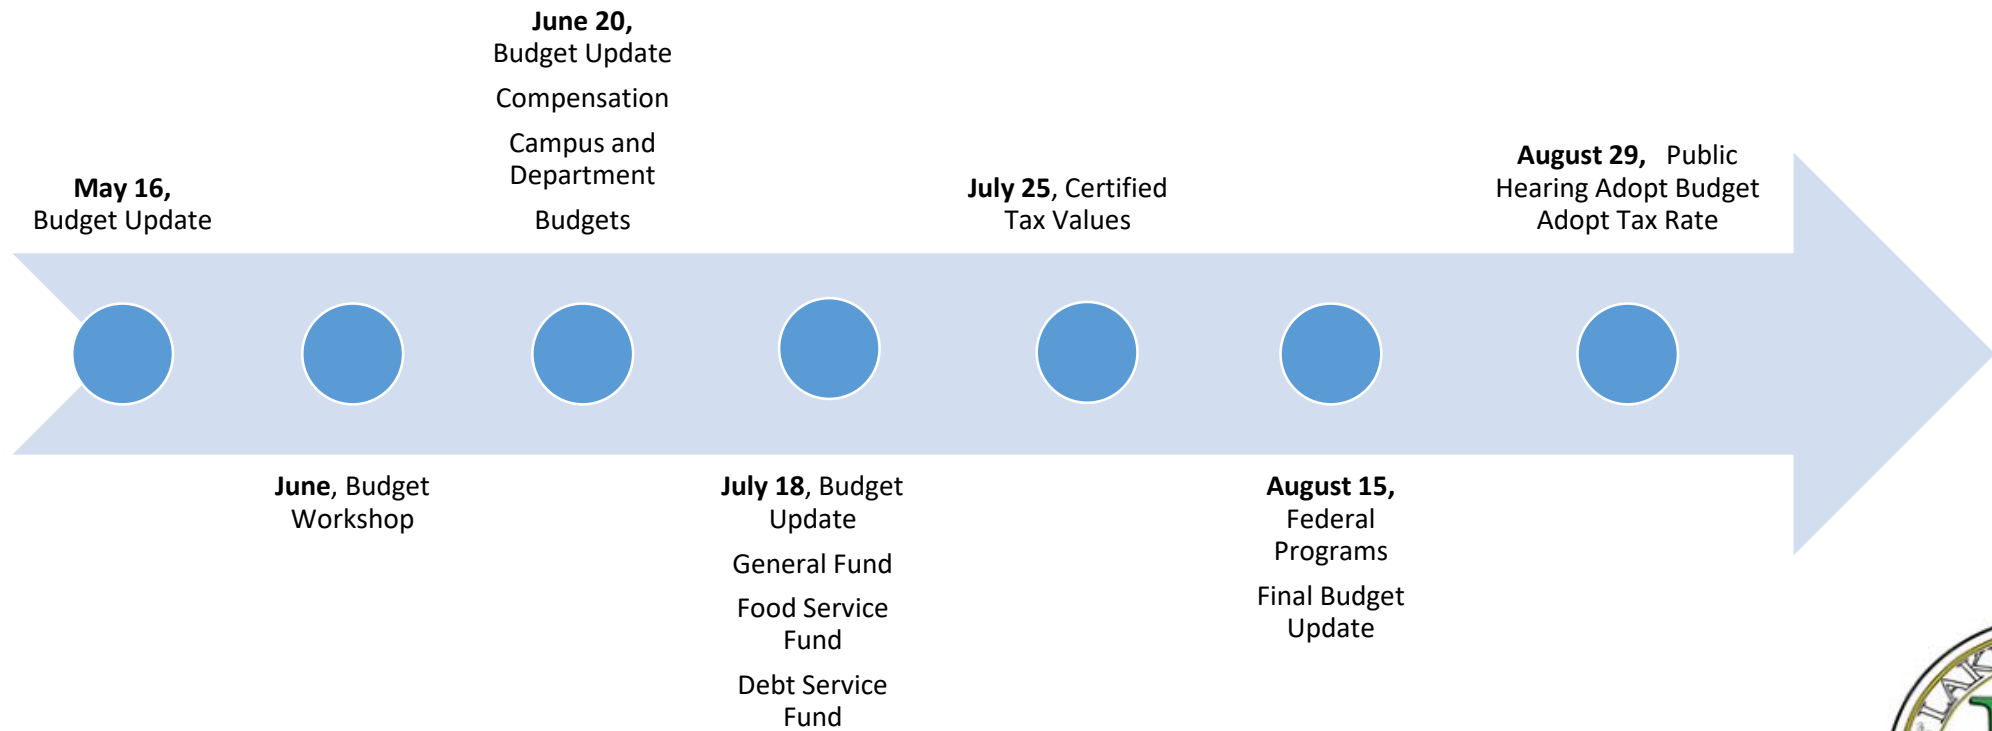 May 16,
Budget Update
June, Budget
Workshop
June 20,
Budget Update
Compensation
Campus and
Department
Budgets
July 18, Budget
Update
General Fund
Food Service
Fund
Debt Service
Fund
July 25, Certified
Tax Values
August 15,
Federal
Programs
Final Budget
Update
August 29, Public
Hearing Adopt Budget
Adopt Tax Rate